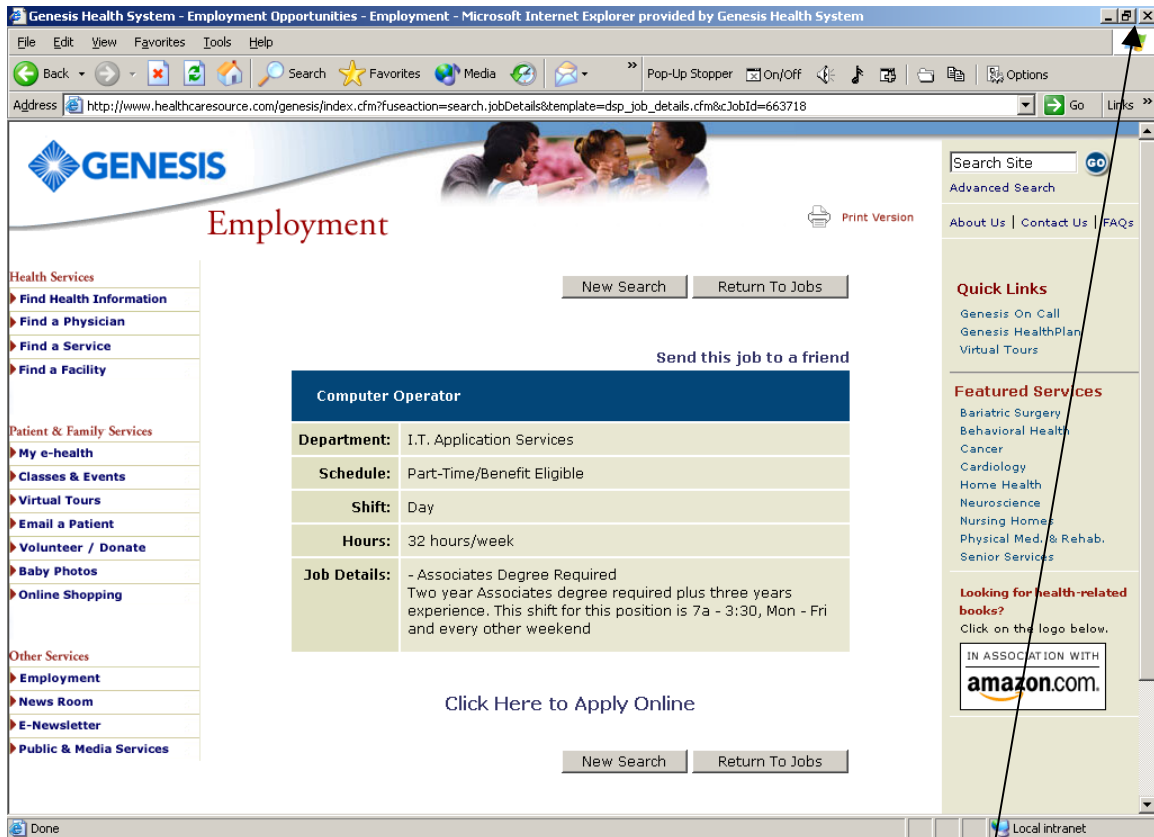 Genesis Health System - Employment Opportunities - Employment - Microsoft Internet Explorer provided by Genesis Health System
File Edit View Favorites Tools Help
Back Search Favorites Media » Pop-Up Stopper On/Off Options
Address http://www.healthcaresource.com/genesis/index.cfm?fuseaction=search.jobDetails&template=dsp_job_details.cfm&cJobId=663718 Go Links »
GENESIS
Employment
Print Version
Search Site GO
Advanced Search
About Us | Contact Us | FAQs
Health Services
Find Health Information
Find a Physician
Find a Service
Find a Facility
Patient & Family Services
My e-health
Classes & Events
Virtual Tours
Email a Patient
Volunteer / Donate
Baby Photos
Online Shopping
Other Services
Employment
News Room
E-Newsletter
Public & Media Services
New Search Return To Jobs
Send this job to a friend
Computer Operator
Department: I.T. Application Services
Schedule: Part-Time/Benefit Eligible
Shift: Day
Hours: 32 hours/week
Job Details: - Associates Degree Required
Two year Associates degree required plus three years
experience. This shift for this position is 7a - 3:30, Mon - Fri
and every other weekend
Click Here to Apply Online
New Search Return To Jobs
Quick Links
Genesis On Call
Genesis HealthPlan
Virtual Tours
Featured Services
Bariatric Surgery
Behavioral Health
Cancer
Cardiology
Home Health
Neuroscience
Nursing Homes
Physical Med. & Rehab.
Senior Services
Looking for health-related
books?
Click on the logo below.
IN ASSOCIATION WITH
amazon.com.
Done Local intranet